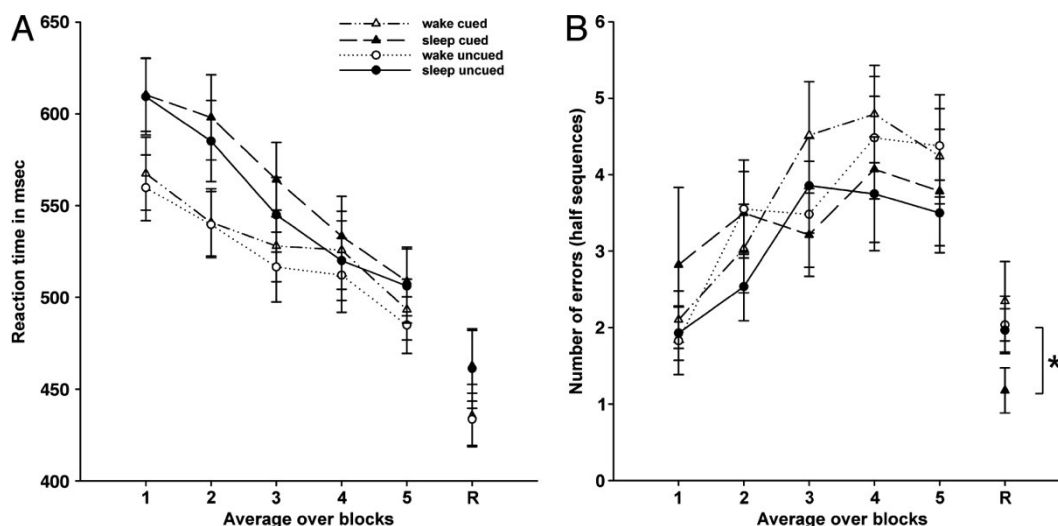 A
650
600
550
500
450
400
Reaction time in msec
1 2 3 4 5 R
Average over blocks
wake cued
sleep cued
wake uncued
sleep uncued
B
6
5
4
3
2
1
0
Number of errors (half sequences)
*
1 2 3 4 5 R
Average over blocks